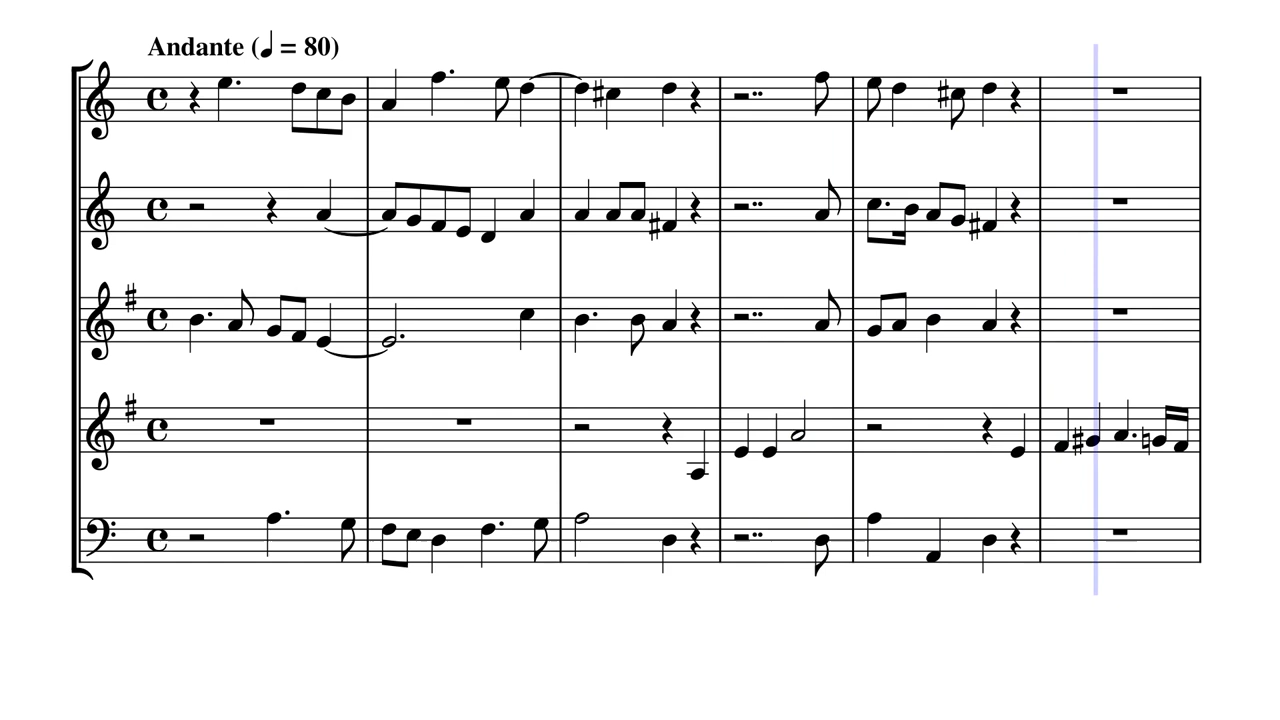 Andante (♩ = 80)